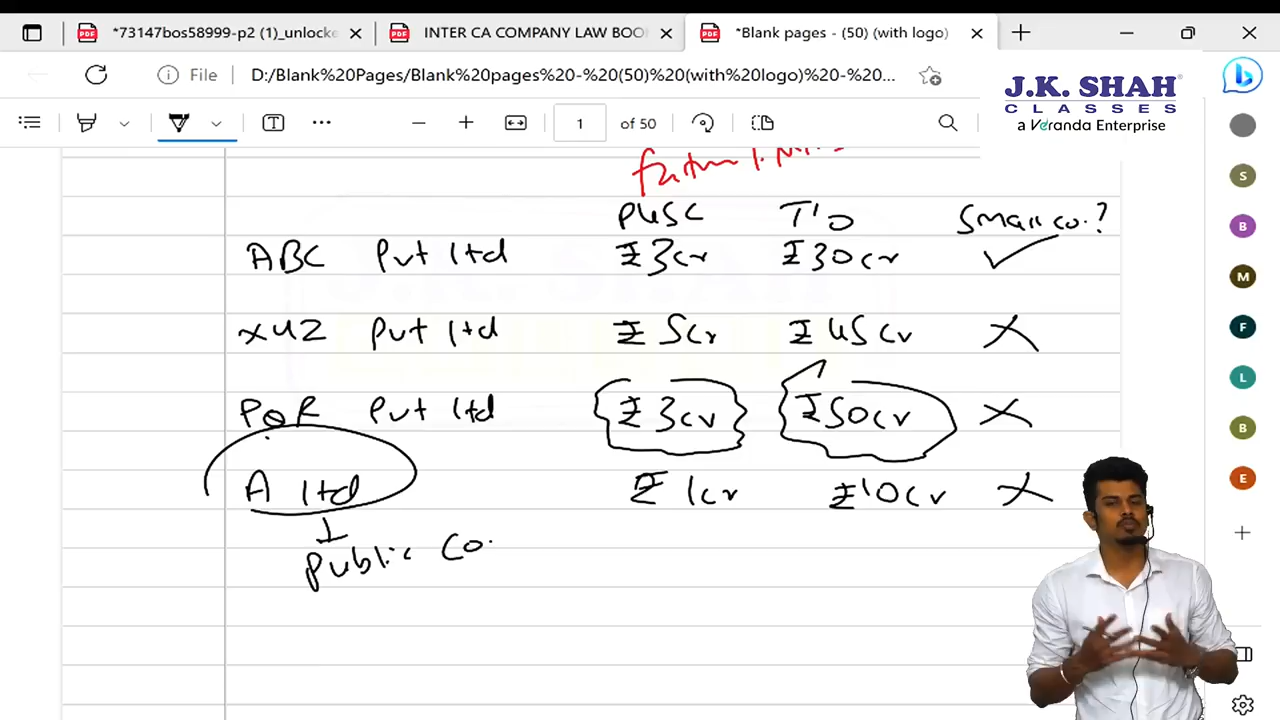 *73147bos58999-p2 (1)_unlocke
INTER CA COMPANY LAW BOO
*Blank pages - (50) (with logo)
File
D:/Blank%20Pages/Blank%20pages%20-%20(50)%20(with%20logo)%20-%20...
J.K. SHAH
CLASSES
a Veranda Enterprise
1 of 50
PUSC T/O Small co.?
ABC Pvt ltd ₹3cr ₹30cr ✓
XYZ Pvt ltd ₹5cr ₹45cr X
PQR Pvt ltd ₹3cr ₹50cr X
A ltd ₹1cr ₹10cr X
Public Co.
S
B
M
F
L
B
E